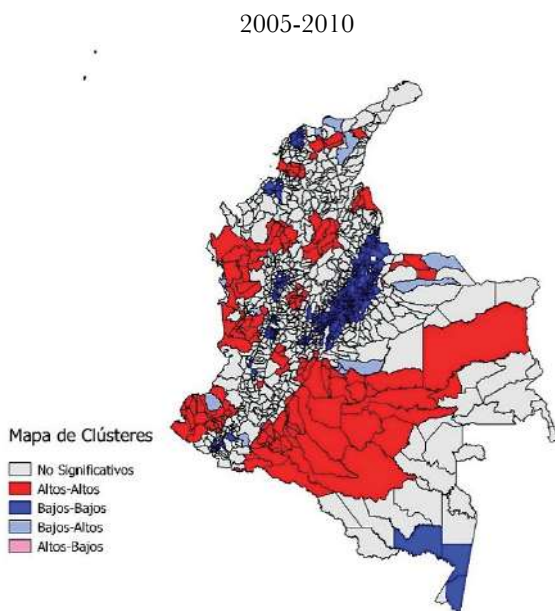 2005-2010
Mapa de Clústeres
No Significativos
Altos-Altos
Bajos-Bajos
Bajos-Altos
Altos-Bajos